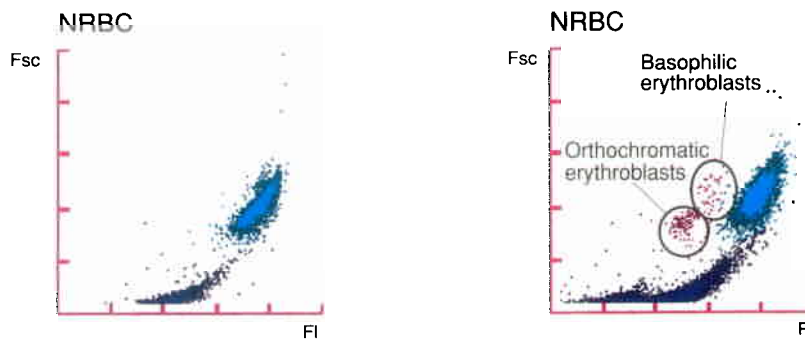 NRBC
Fsc
Fl
NRBC
Fsc
Basophilic
erythroblasts
Orthochromatic
erythroblasts
F